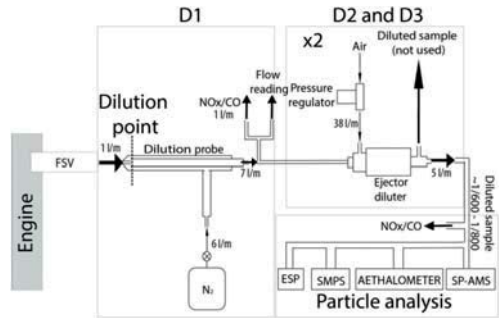 D1
D2 and D3
x2
Air
Diluted sample
(not used)
Flow
reading
NOx/CO
1 l/m
Pressure
regulator
38 l/m
Dilution
point
1 l/m
Dilution probe
7 l/m
FSV
Engine
Ejector
diluter
5 l/m
Diluted sample
~1/600 - 1/800
6 l/m
N₂
NOx/CO
ESP
SMPS
AETHALOMETER
SP-AMS
Particle analysis